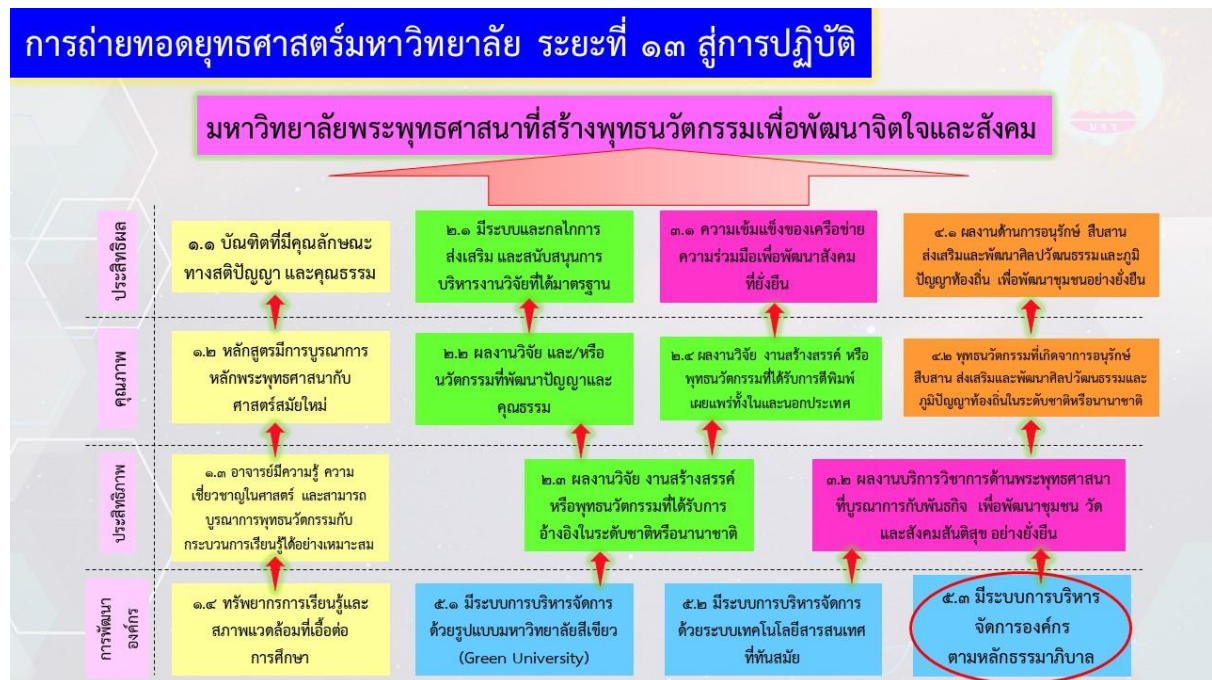 การถ่ายทอดยุทธศาสตร์มหาวิทยาลัย ระยะที่ ๑๓ สู่การปฏิบัติ
มจร
มหาวิทยาลัยพระพุทธศาสนาที่สร้างพุทธนวัตกรรมเพื่อพัฒนาจิตใจและสังคม
ประสิทธิผล
๑.๑ บัณฑิตที่มีคุณลักษณะ
ทางสติปัญญา และคุณธรรม
๒.๑ มีระบบและกลไกการ
ส่งเสริม และสนับสนุนการ
บริหารงานวิจัยที่ได้มาตรฐาน
๓.๑ ความเข้มแข็งของเครือข่าย
ความร่วมมือเพื่อพัฒนาสังคม
ที่ยั่งยืน
๔.๑ ผลงานด้านการอนุรักษ์ สืบสาน
ส่งเสริมและพัฒนาศิลปวัฒนธรรมและภูมิ
ปัญญาท้องถิ่น เพื่อพัฒนาชุมชนอย่างยั่งยืน
คุณภาพ
๑.๒ หลักสูตรมีการบูรณาการ
หลักพระพุทธศาสนากับ
ศาสตร์สมัยใหม่
๒.๒ ผลงานวิจัย และ/หรือ
นวัตกรรมที่พัฒนาปัญญาและ
คุณธรรม
๒.๔ ผลงานวิจัย งานสร้างสรรค์ หรือ
พุทธนวัตกรรมที่ได้รับการตีพิมพ์
เผยแพร่ทั้งในและนอกประเทศ
๔.๒ พุทธนวัตกรรมที่เกิดจาการอนุรักษ์
สืบสาน ส่งเสริมและพัฒนาศิลปวัฒนธรรมและ
ภูมิปัญญาท้องถิ่นในระดับชาติหรือนานาชาติ
ประสิทธิภาพ
๑.๓ อาจารย์มีความรู้ ความ
เชี่ยวชาญในศาสตร์ และสามารถ
บูรณาการพุทธนวัตกรรมกับ
กระบวนการเรียนรู้ได้อย่างเหมาะสม
๒.๓ ผลงานวิจัย งานสร้างสรรค์
หรือพุทธนวัตกรรมที่ได้รับการ
อ้างอิงในระดับชาติหรือนานาชาติ
๓.๒ ผลงานบริการวิชาการด้านพระพุทธศาสนา
ที่บูรณาการกับพันธกิจ เพื่อพัฒนาชุมชน วัด
และสังคมสันติสุข อย่างยั่งยืน
การพัฒนา
องค์กร
๑.๔ ทรัพยากรการเรียนรู้และ
สภาพแวดล้อมที่เอื้อต่อ
การศึกษา
๕.๑ มีระบบการบริหารจัดการ
ด้วยรูปแบบมหาวิทยาลัยสีเขียว
(Green University)
๕.๒ มีระบบการบริหารจัดการ
ด้วยระบบเทคโนโลยีสารสนเทศ
ที่ทันสมัย
๕.๓ มีระบบการบริหาร
จัดการองค์กร
ตามหลักธรรมาภิบาล